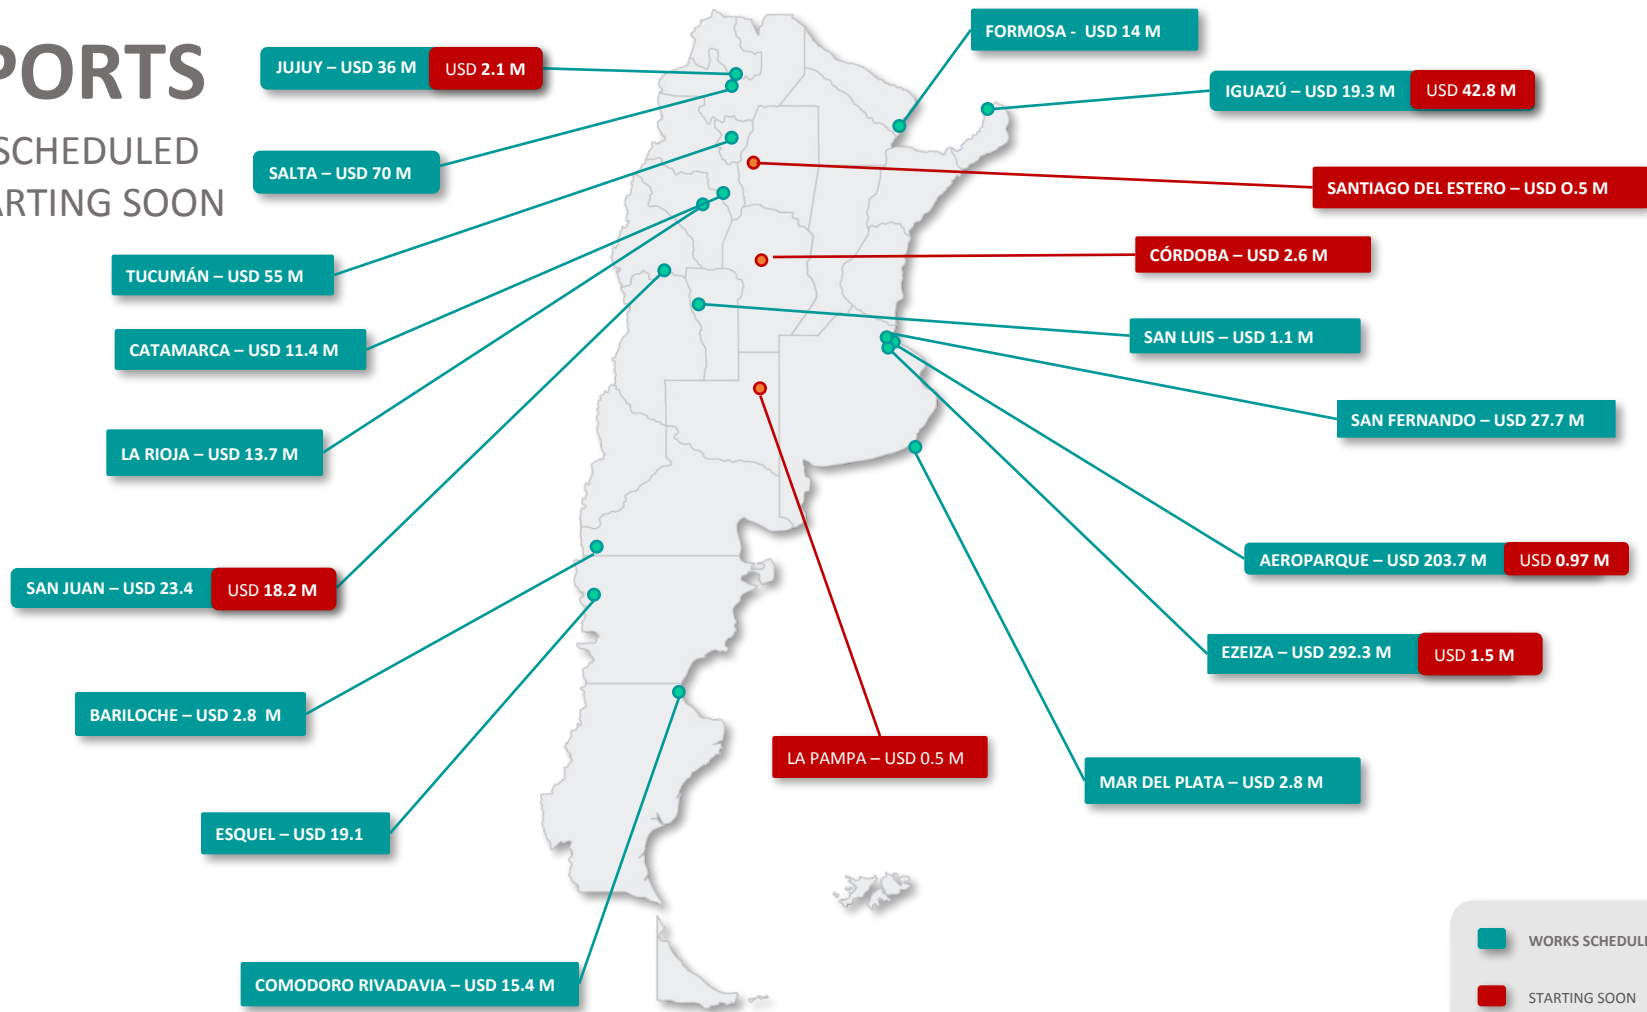 PORTS
SCHEDULED
ARTING SOON
JUJUY – USD 36 M USD 2.1 M
FORMOSA - USD 14 M
IGUAZÚ – USD 19.3 M USD 42.8 M
SALTA – USD 70 M
SANTIAGO DEL ESTERO – USD O.5 M
TUCUMÁN – USD 55 M
CÓRDOBA – USD 2.6 M
CATAMARCA – USD 11.4 M
SAN LUIS – USD 1.1 M
SAN FERNANDO – USD 27.7 M
LA RIOJA – USD 13.7 M
AEROPARQUE – USD 203.7 M USD 0.97 M
SAN JUAN – USD 23.4 USD 18.2 M
EZEIZA – USD 292.3 M USD 1.5 M
BARILOCHE – USD 2.8 M
LA PAMPA – USD 0.5 M
MAR DEL PLATA – USD 2.8 M
ESQUEL – USD 19.1
COMODORO RIVADAVIA – USD 15.4 M
WORKS SCHEDUL
STARTING SOON